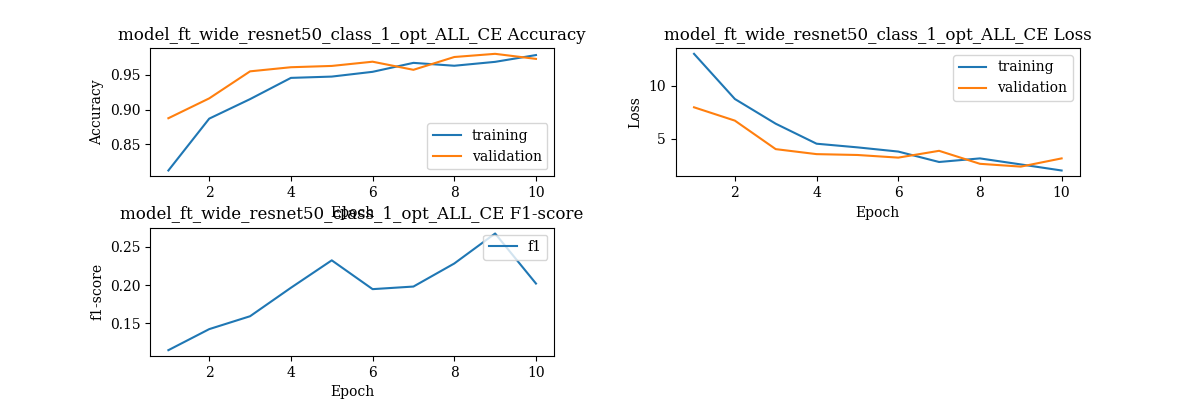 model_ft_wide_resnet50_class_1_opt_ALL_CE Accuracy
Accuracy
0.95
0.90
0.85
training
validation
2 4 6 8 10
Epoch
model_ft_wide_resnet50_class_1_opt_ALL_CE Loss
Loss
10
5
training
validation
2 4 6 8 10
Epoch
model_ft_wide_resnet50_class_1_opt_ALL_CE F1-score
f1-score
0.25
0.20
0.15
f1
2 4 6 8 10
Epoch